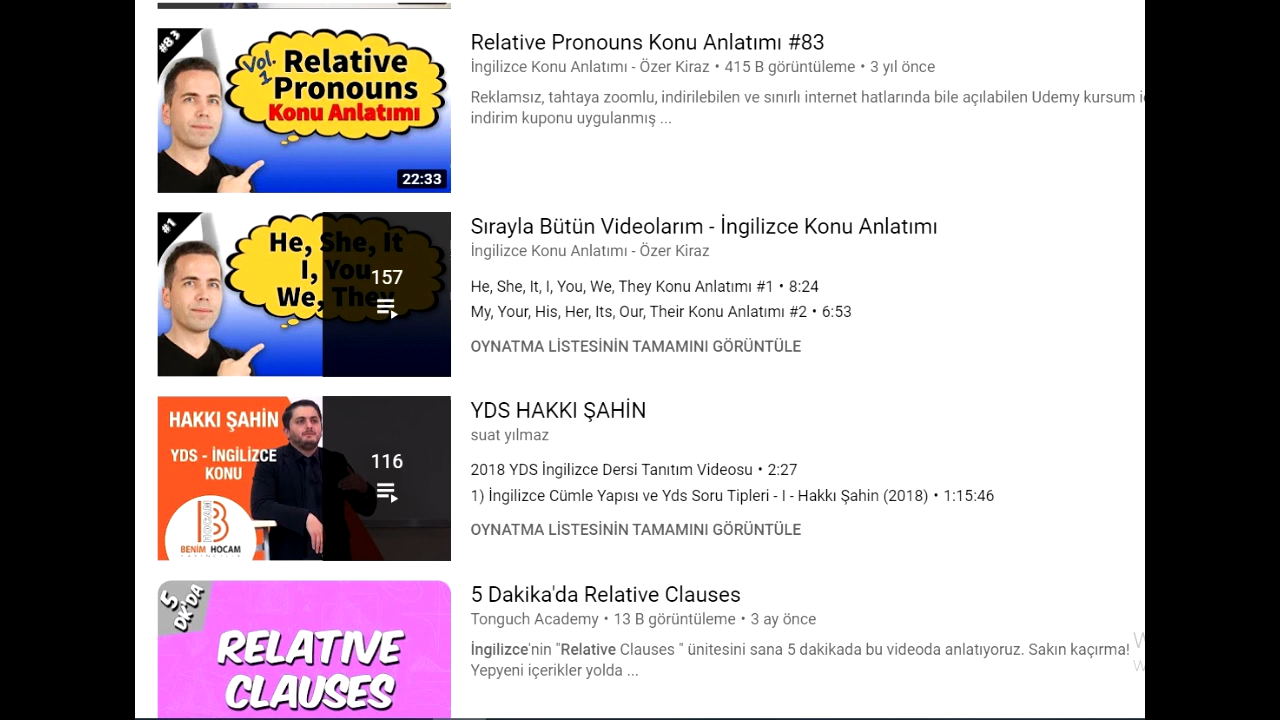 #83
Vol. 1
Relative
Pronouns
Konu Anlatımı
22:33
Relative Pronouns Konu Anlatımı #83
İngilizce Konu Anlatımı - Özer Kiraz • 415 B görüntüleme • 3 yıl önce
Reklamsız, tahtaya zoomlu, indirilebilen ve sınırlı internet hatlarında bile açılabilen Udemy kursum
indirim kuponu uygulanmış ...
#1
He, She, It
I, You
We, They
157
Sırayla Bütün Videolarım - İngilizce Konu Anlatımı
İngilizce Konu Anlatımı - Özer Kiraz
He, She, It, I, You, We, They Konu Anlatımı #1 • 8:24
My, Your, His, Her, Its, Our, Their Konu Anlatımı #2 • 6:53
OYNATMA LİSTESİNİN TAMAMINI GÖRÜNTÜLE
HAKKI ŞAHİN
YDS - İNGİLİZCE
KONU
HOCAM
BENİM HOCAM
116
YDS HAKKI ŞAHİN
suat yılmaz
2018 YDS İngilizce Dersi Tanıtım Videosu • 2:27
1) İngilizce Cümle Yapısı ve Yds Soru Tipleri - I - Hakkı Şahin (2018) • 1:15:46
OYNATMA LİSTESİNİN TAMAMINI GÖRÜNTÜLE
5
DK'DA
RELATIVE
CLAUSES
5 Dakika'da Relative Clauses
Tonguch Academy • 13 B görüntüleme • 3 ay önce
İngilizce'nin "Relative Clauses " ünitesini sana 5 dakikada bu videoda anlatıyoruz. Sakın kaçırma!
Yepyeni içerikler yolda ...